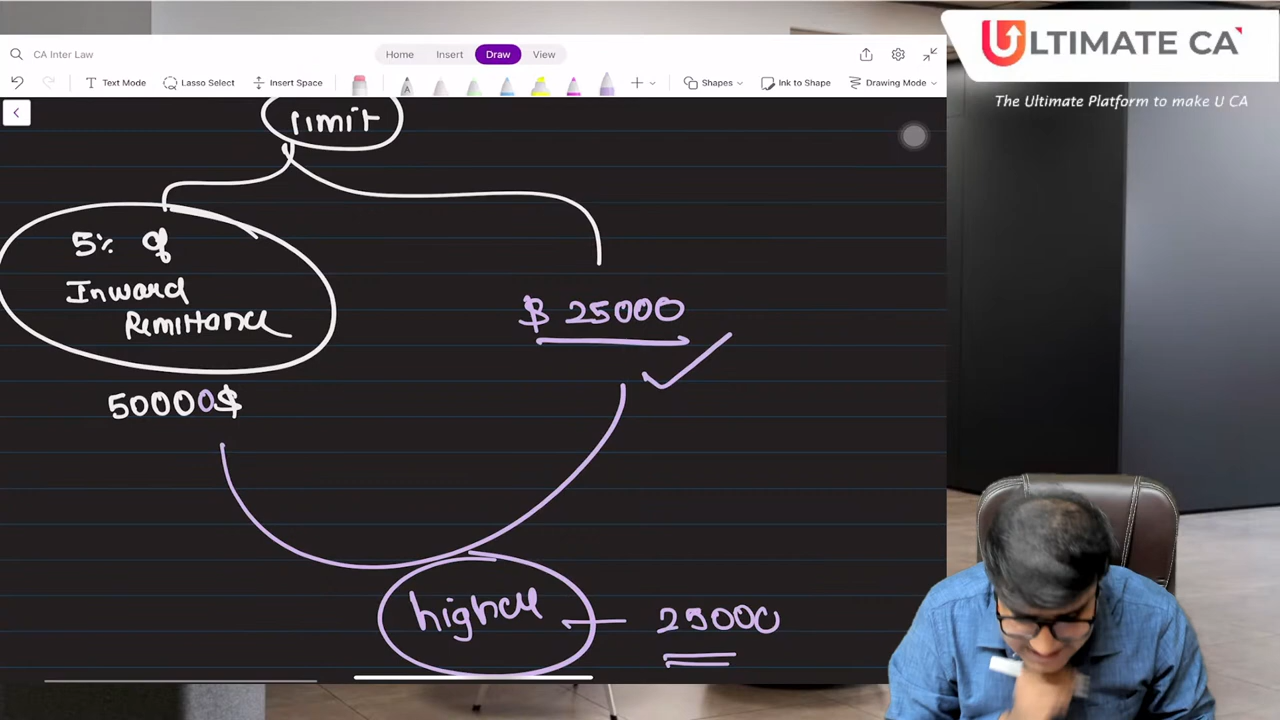 ULTIMATE CA
The Ultimate Platform to make U CA
CA Inter Law
Home Insert Draw View
Text Mode Lasso Select Insert Space Shapes Ink to Shape Drawing Mode
limit
5% of
Inward
Remittance
$ 25000
50000$
higher
25000